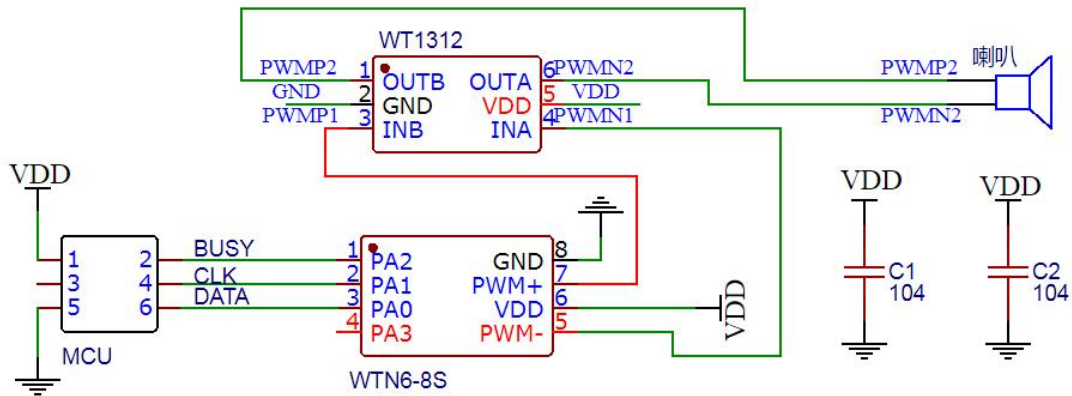 WT1312
PWMP2 1 OUTB OUTA 6 PWMN2
GND 2 GND VDD 5 VDD
PWMP1 3 INB INA 4 PWMN1
喇叭
PWMP2
PWMN2
VDD
1 2 BUSY 1 PA2 GND 8
3 4 CLK 2 PA1 PWM+ 7
5 6 DATA 3 PA0 VDD 6 VDD
4 PA3 PWM- 5
MCU
WTN6-8S
VDD
C1
104
VDD
C2
104